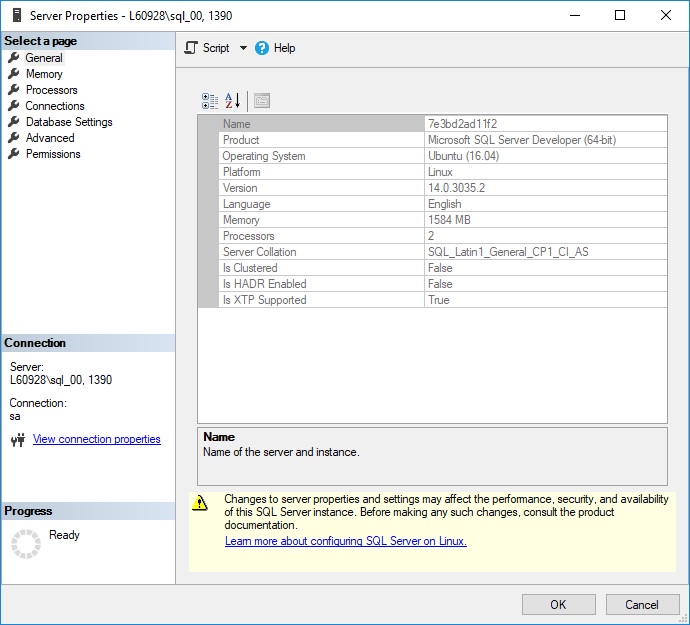 Server Properties - L60928\sql_00, 1390
Select a page
General
Memory
Processors
Connections
Database Settings
Advanced
Permissions
Script
Help
Name 7e3bd2ad11f2
Product Microsoft SQL Server Developer (64-bit)
Operating System Ubuntu (16.04)
Platform Linux
Version 14.0.3035.2
Language English
Memory 1584 MB
Processors 2
Server Collation SQL_Latin1_General_CP1_CI_AS
Is Clustered False
Is HADR Enabled False
Is XTP Supported True
Connection
Server:
L60928\sql_00, 1390
Connection:
sa
View connection properties
Name
Name of the server and instance.
Progress
Ready
Changes to server properties and settings may affect the performance, security, and availability
of this SQL Server instance. Before making any such changes, consult the product
documentation.
Learn more about configuring SQL Server on Linux.
OK
Cancel